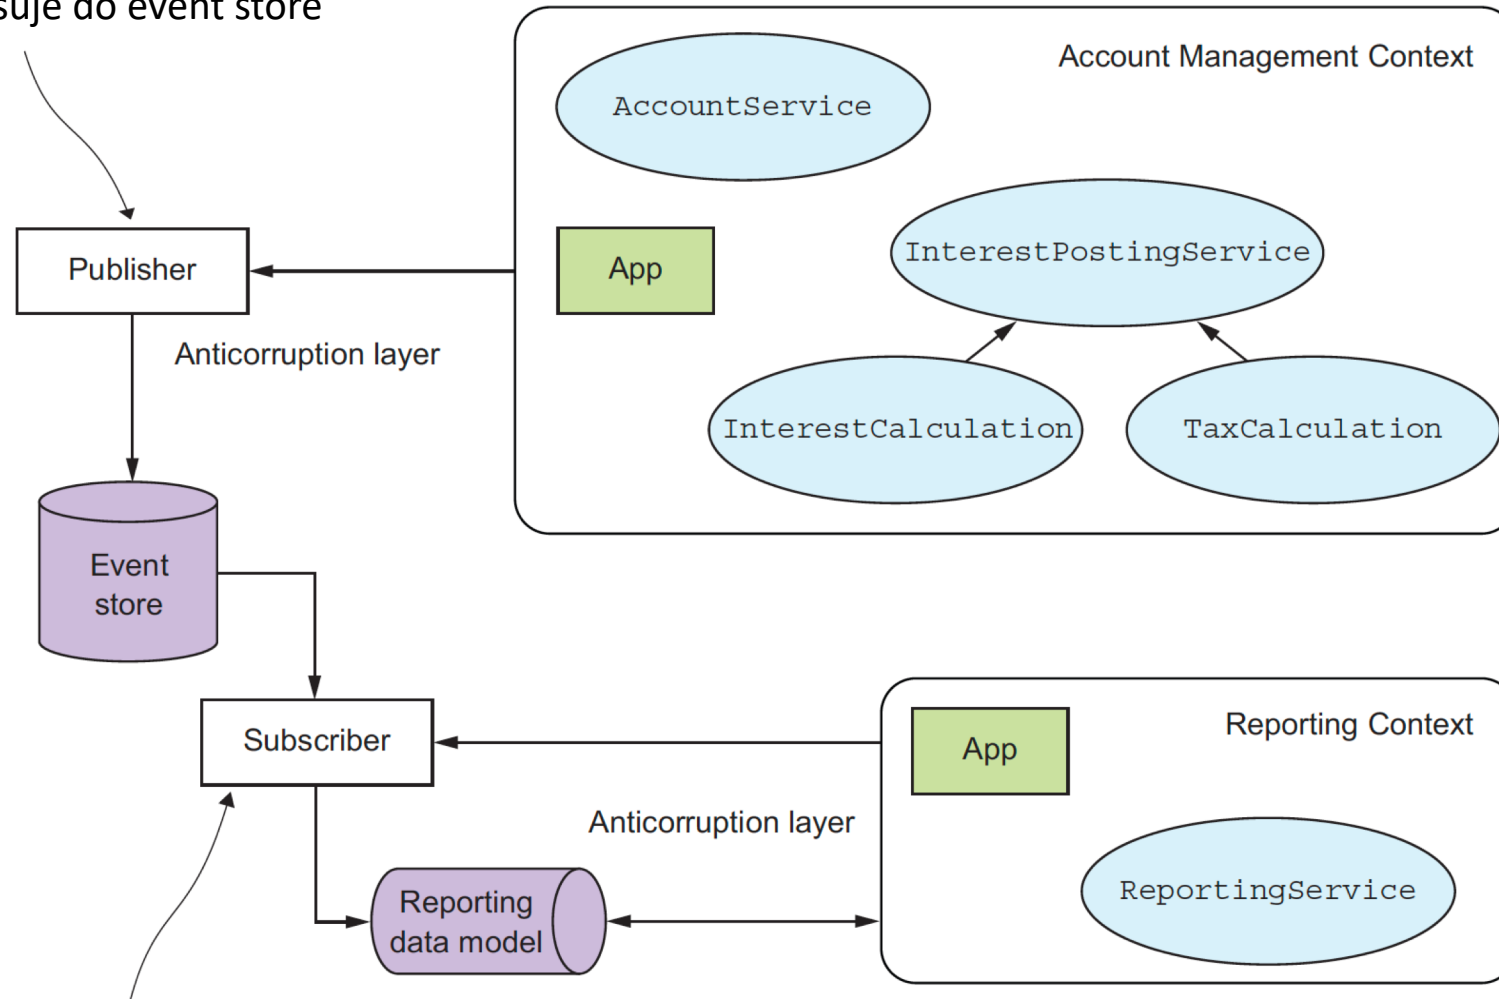 do event store
Account Management Context
AccountService
InterestPostingService
App
Publisher
Anticorruption layer
InterestCalculation
TaxCalculation
Event
store
Subscriber
App
Reporting Context
Anticorruption layer
ReportingService
Reporting
data model